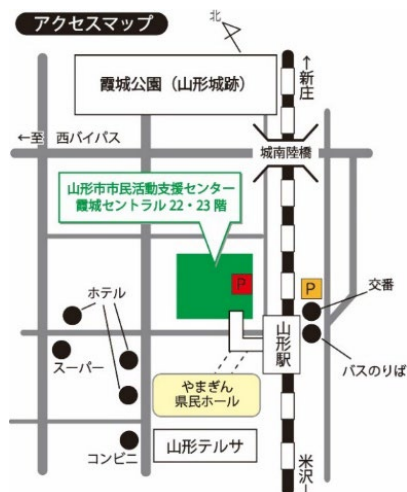 アクセスマップ
北
霞城公園（山形城跡）
↑新庄
←至 西バイパス
城南陸橋
山形市市民活動支援センター
霞城セントラル 22・23 階
P
P
ホテル
交番
山形駅
スーパー
バスのりば
やまぎん
県民ホール
コンビニ
山形テルサ
米沢↓